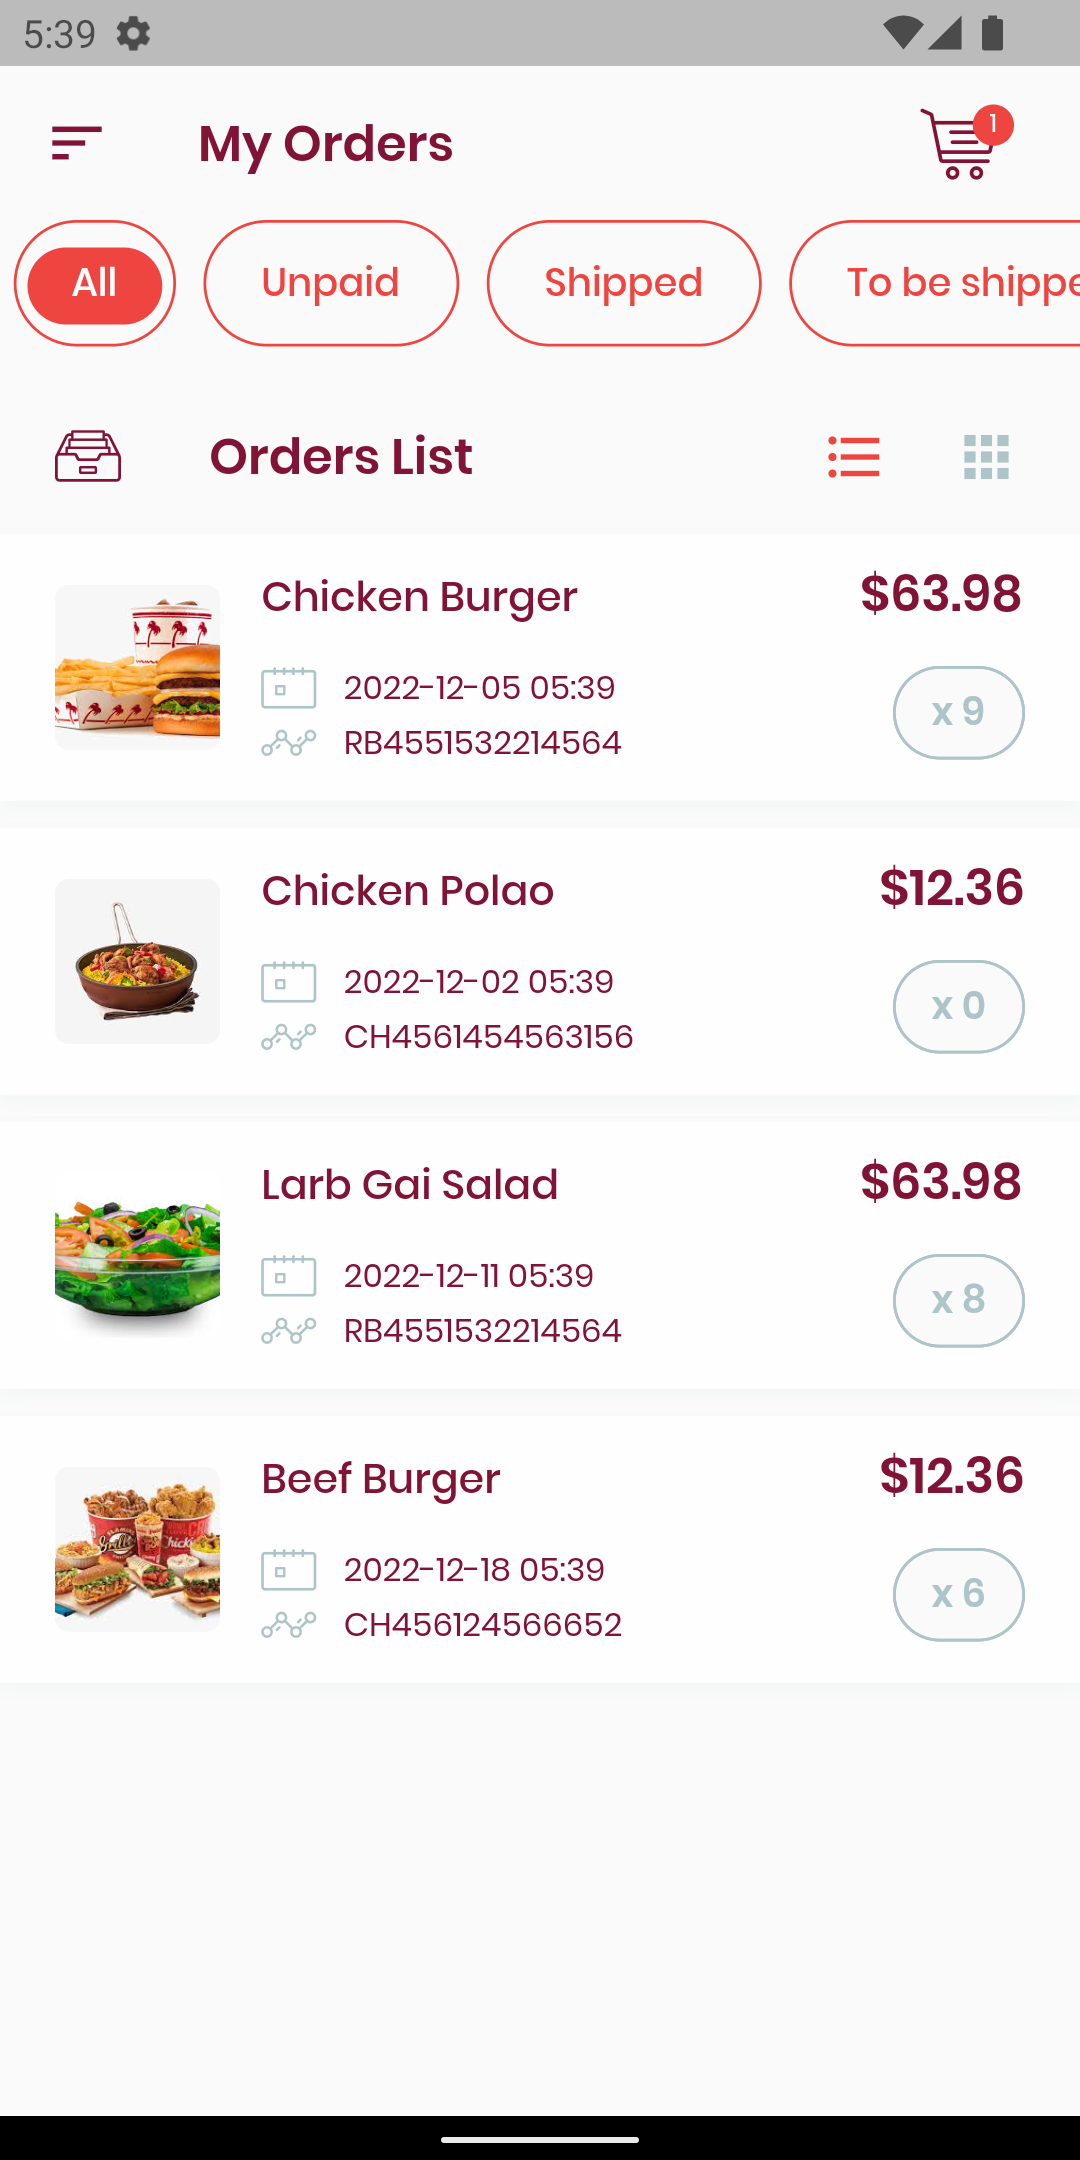 5:39
My Orders
1
All
Unpaid
Shipped
To be shippe
Orders List
Chicken Burger
$63.98
2022-12-05 05:39
x 9
RB4551532214564
Chicken Polao
$12.36
2022-12-02 05:39
x 0
CH4561454563156
Larb Gai Salad
$63.98
2022-12-11 05:39
x 8
RB4551532214564
Beef Burger
$12.36
2022-12-18 05:39
x 6
CH456124566652